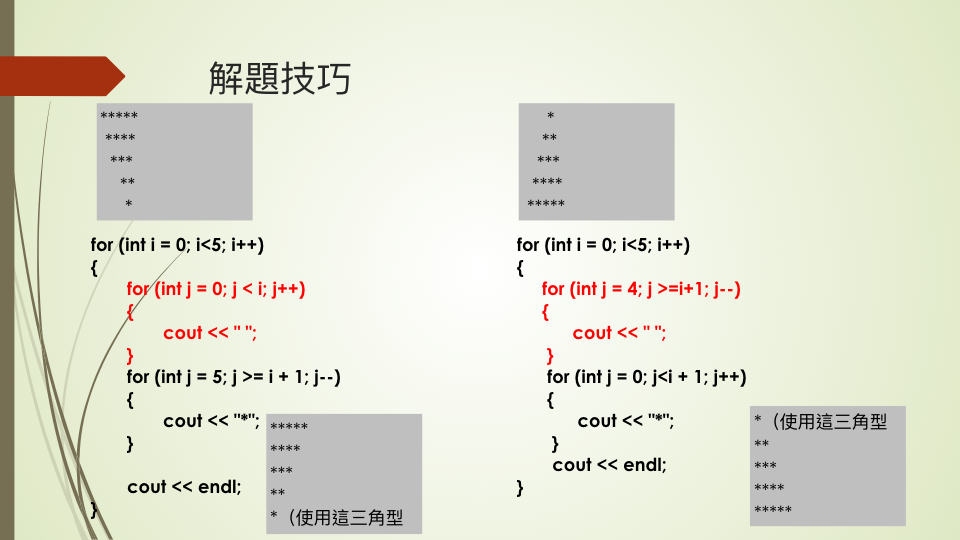 解題技巧
*****
 ****
  ***
   **
    *
for (int i = 0; i<5; i++)
{
for (int j = 0; j < i; j++)
{
cout << " ";
}
for (int j = 5; j >= i + 1; j--)
{
cout << "*";
}
cout << endl;
}
*****
****
***
**
*（使用這三角型
    *
   **
  ***
 ****
*****
for (int i = 0; i<5; i++)
{
for (int j = 4; j >=i+1; j--)
{
cout << " ";
}
for (int j = 0; j<i + 1; j++)
{
cout << "*";
}
cout << endl;
}
*（使用這三角型
**
***
****
*****